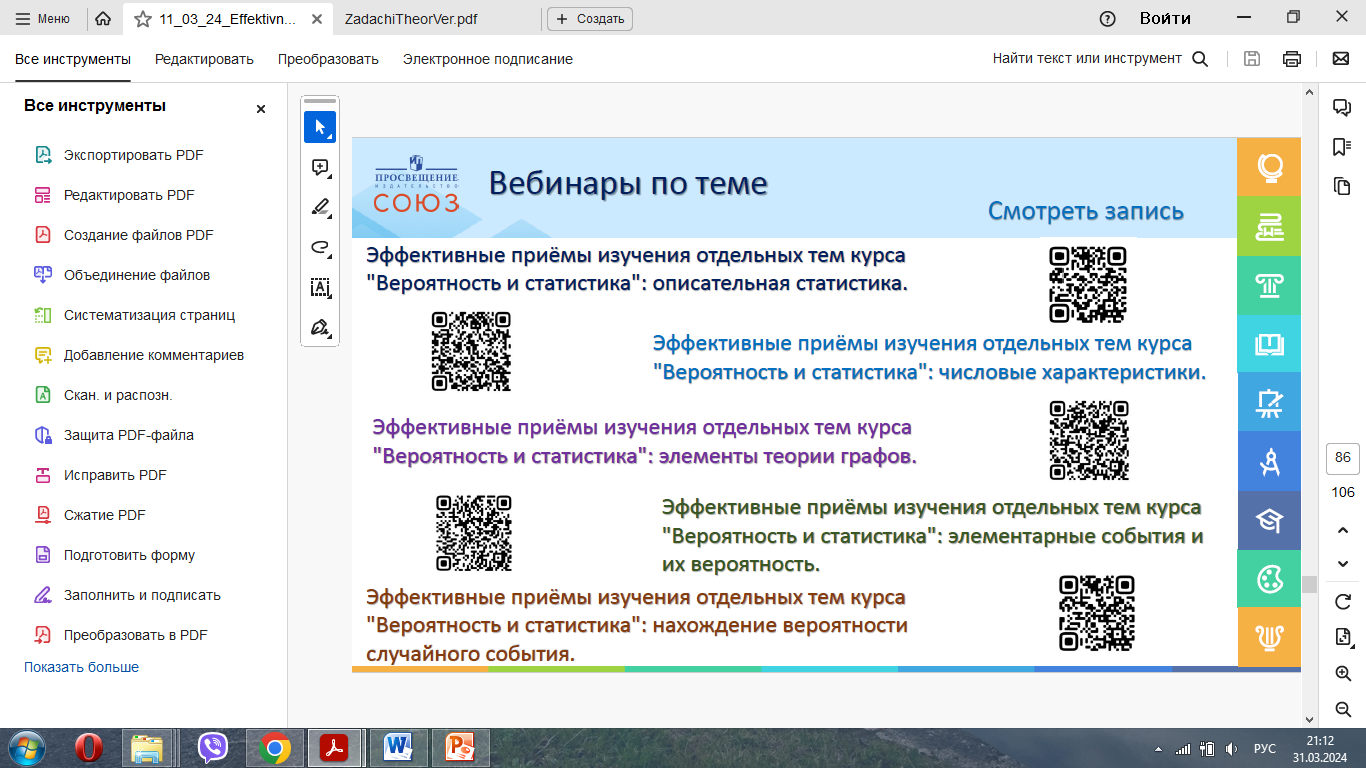 Меню
11_03_24_Effektivn...
ZadachiTheorVer.pdf
Создать
Войти
Все инструменты
Редактировать
Преобразовать
Электронное подписание
Найти текст или инструмент
Все инструменты
Экспортировать PDF
Редактировать PDF
Создание файлов PDF
Объединение файлов
Систематизация страниц
Добавление комментариев
Скан. и распозн.
Защита PDF-файла
Исправить PDF
Сжатие PDF
Подготовить форму
Заполнить и подписать
Преобразовать в PDF
Показать больше
ПРОСВЕЩЕНИЕ
ИЗДАТЕЛЬСТВО
СОЮЗ
Вебинары по теме
Смотреть запись
Эффективные приёмы изучения отдельных тем курса
"Вероятность и статистика": описательная статистика.
Эффективные приёмы изучения отдельных тем курса
"Вероятность и статистика": числовые характеристики.
Эффективные приёмы изучения отдельных тем курса
"Вероятность и статистика": элементы теории графов.
Эффективные приёмы изучения отдельных тем курса
"Вероятность и статистика": элементарные события и
их вероятность.
Эффективные приёмы изучения отдельных тем курса
"Вероятность и статистика": нахождение вероятности
случайного события.
86
106
РУС
21:12
31.03.2024